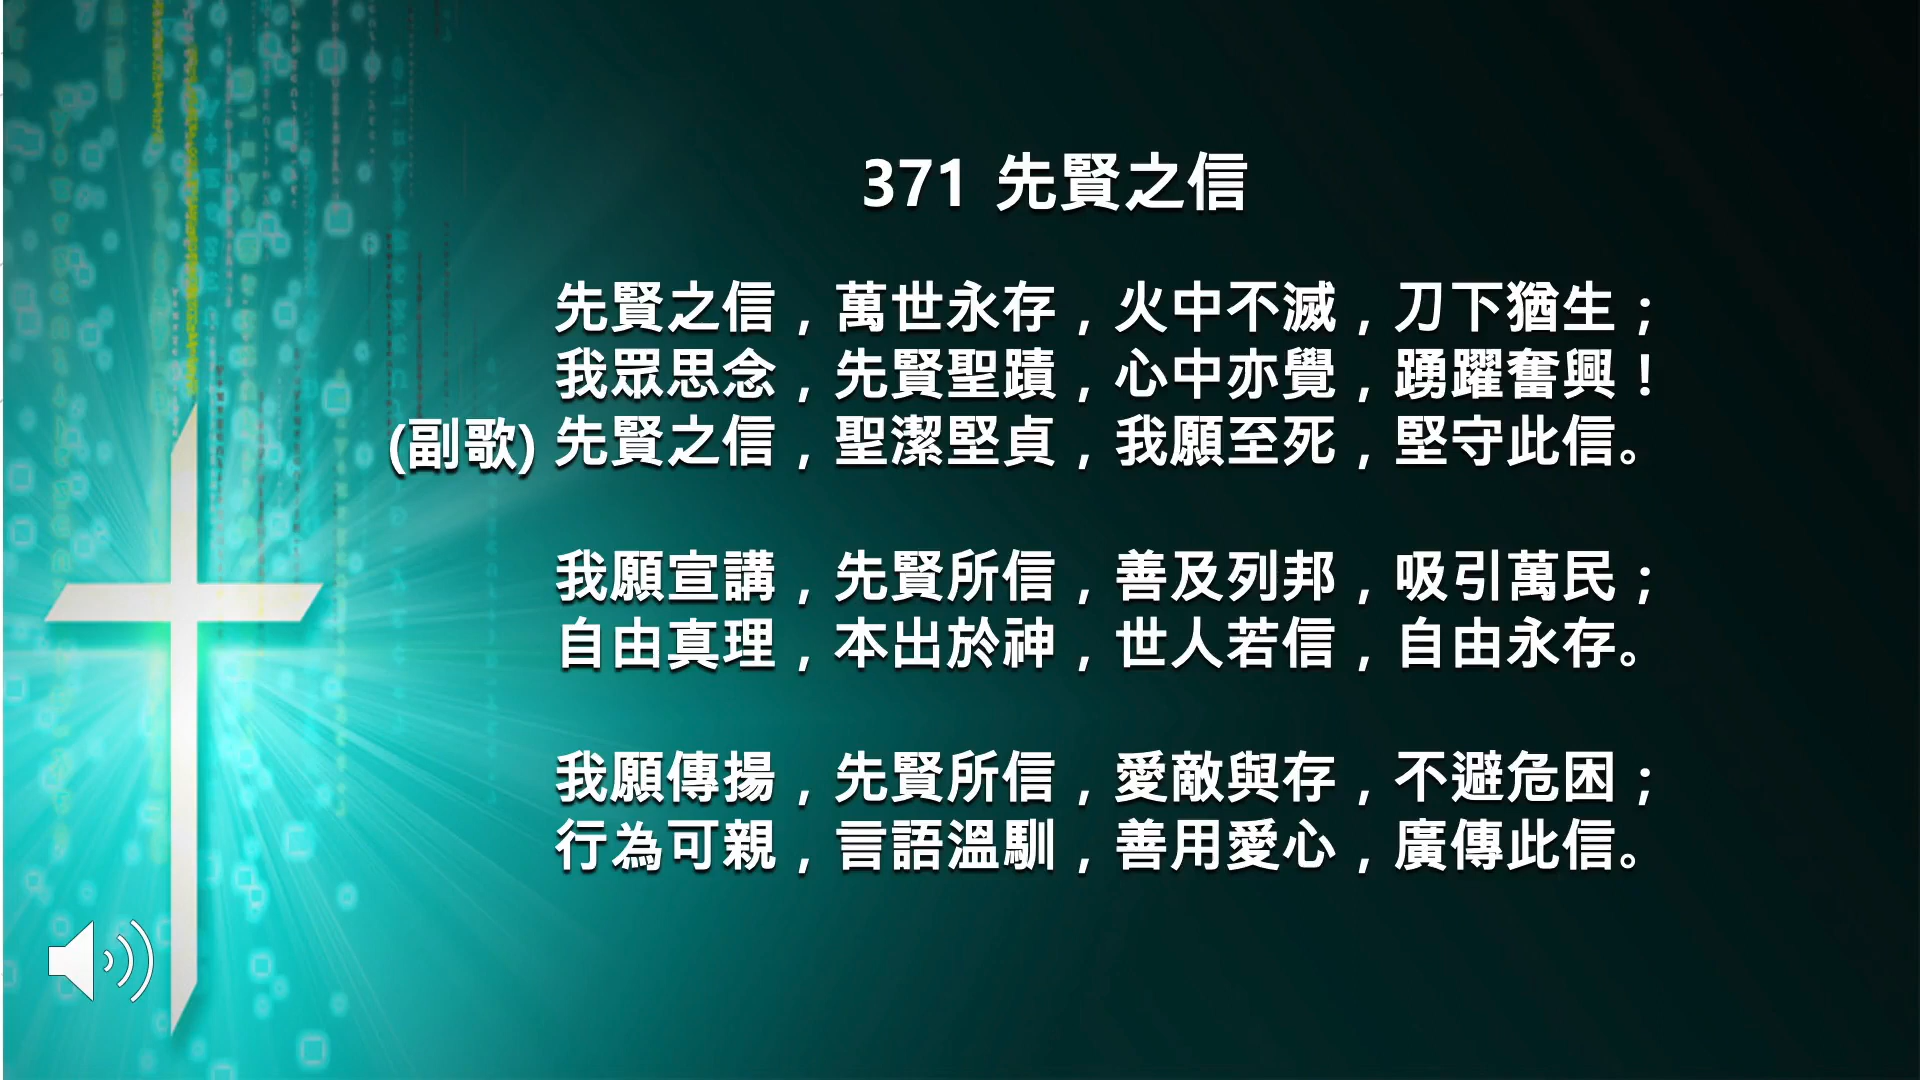 371 先賢之信
先賢之信，萬世永存，火中不滅，刀下猶生；
我眾思念，先賢聖蹟，心中亦覺，踴躍奮興！
(副歌) 先賢之信，聖潔堅貞，我願至死，堅守此信。
我願宣講，先賢所信，善及列邦，吸引萬民；
自由真理，本出於神，世人若信，自由永存。
我願傳揚，先賢所信，愛敵與存，不避危困；
行為可親，言語溫馴，善用愛心，廣傳此信。